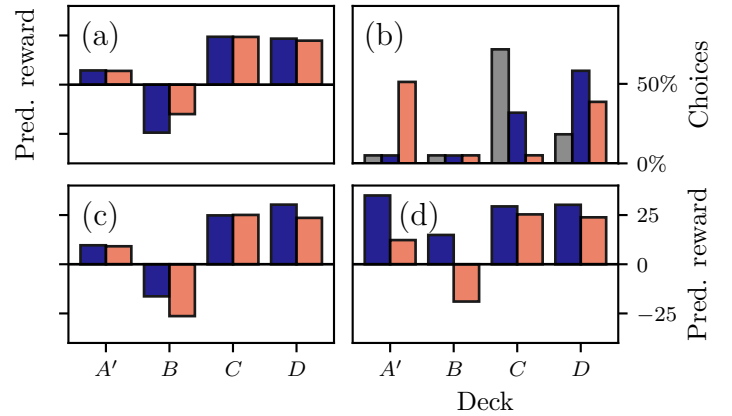 (a)
(b)
Pred. reward
50%
0%
Choices
(c)
(d)
25
0
−25
Pred. reward
A′ B C D
A′ B C D
Deck